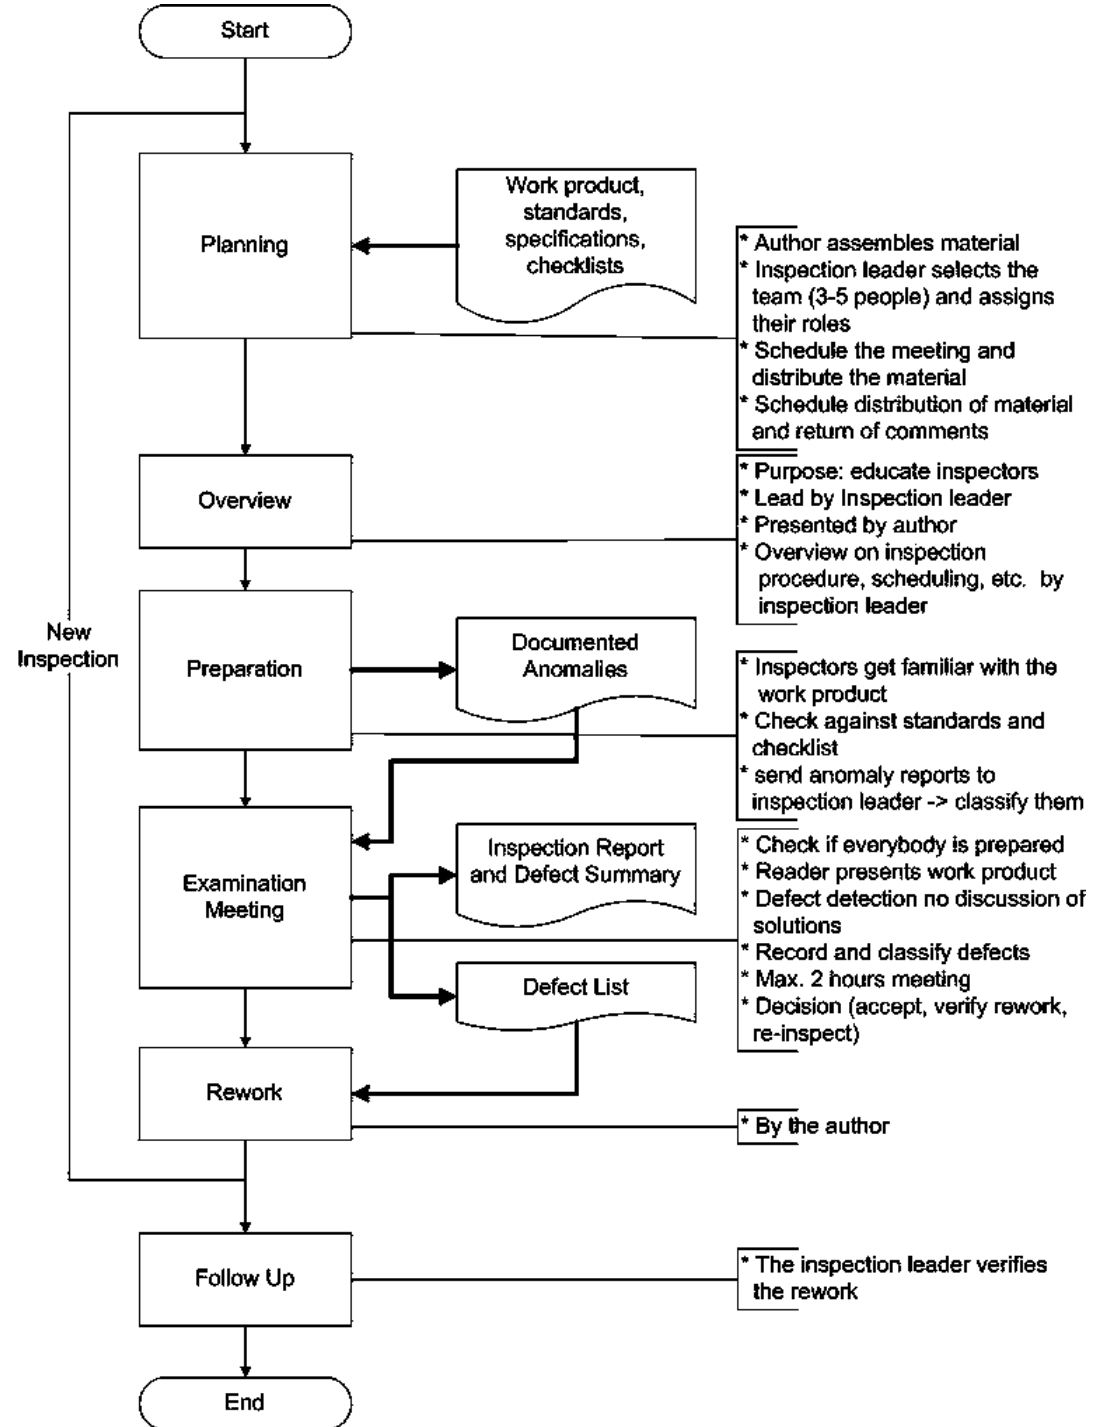 Start
Planning
Work product,
standards,
specifications,
checklists
* Author assembles material
* Inspection leader selects the
team (3-5 people) and assigns
their roles
* Schedule the meeting and
distribute the material
* Schedule distribution of material
and return of comments
Overview
* Purpose: educate inspectors
* Lead by Inspection leader
* Presented by author
* Overview on inspection
procedure, scheduling, etc. by
inspection leader
New
Inspection
Preparation
Documented
Anomalies
* Inspectors get familiar with the
work product
* Check against standards and
checklist
* send anomaly reports to
inspection leader -> classify them
Examination
Meeting
Inspection Report
and Defect Summary
Defect List
* Check if everybody is prepared
* Reader presents work product
* Defect detection no discussion of
solutions
* Record and classify defects
* Max. 2 hours meeting
* Decision (accept, verify rework,
re-inspect)
Rework
* By the author
Follow Up
* The inspection leader verifies
the rework
End